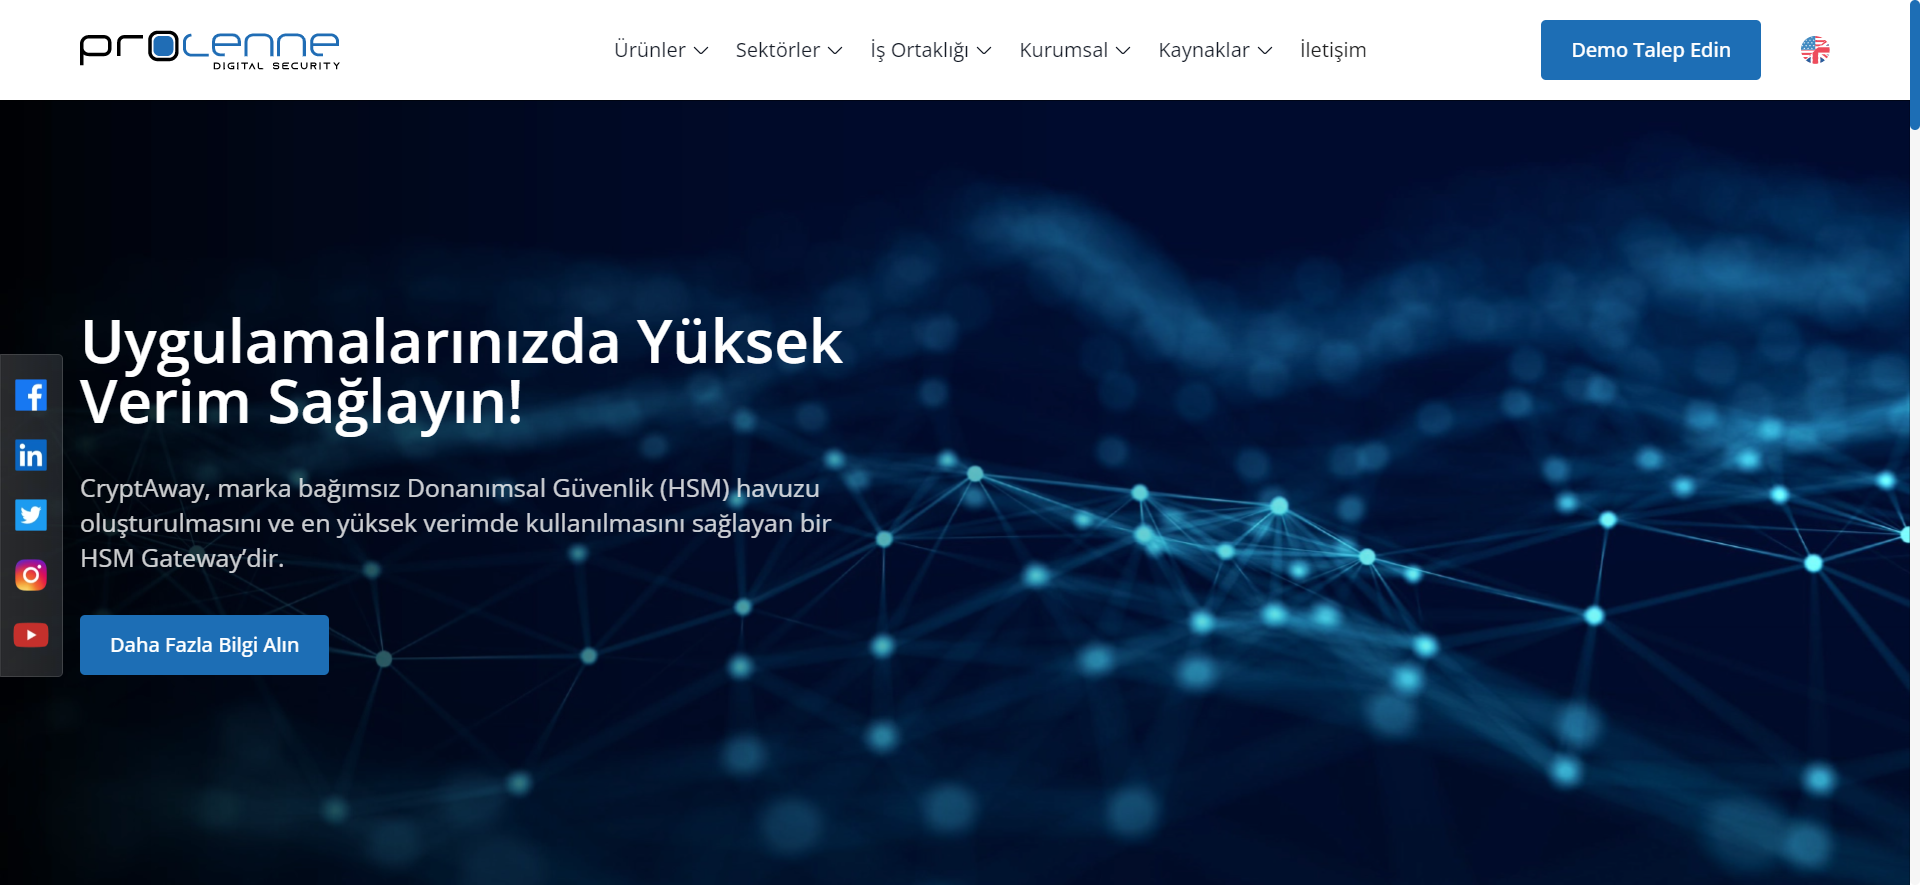 procenne
DIGITAL SECURITY
Ürünler
Sektörler
İş Ortaklığı
Kurumsal
Kaynaklar
İletişim
Demo Talep Edin
Uygulamalarınızda Yüksek
Verim Sağlayın!
CryptAway, marka bağımsız Donanımsal Güvenlik (HSM) havuzu
oluşturulmasını ve en yüksek verimde kullanılmasını sağlayan bir
HSM Gateway’dir.
Daha Fazla Bilgi Alın